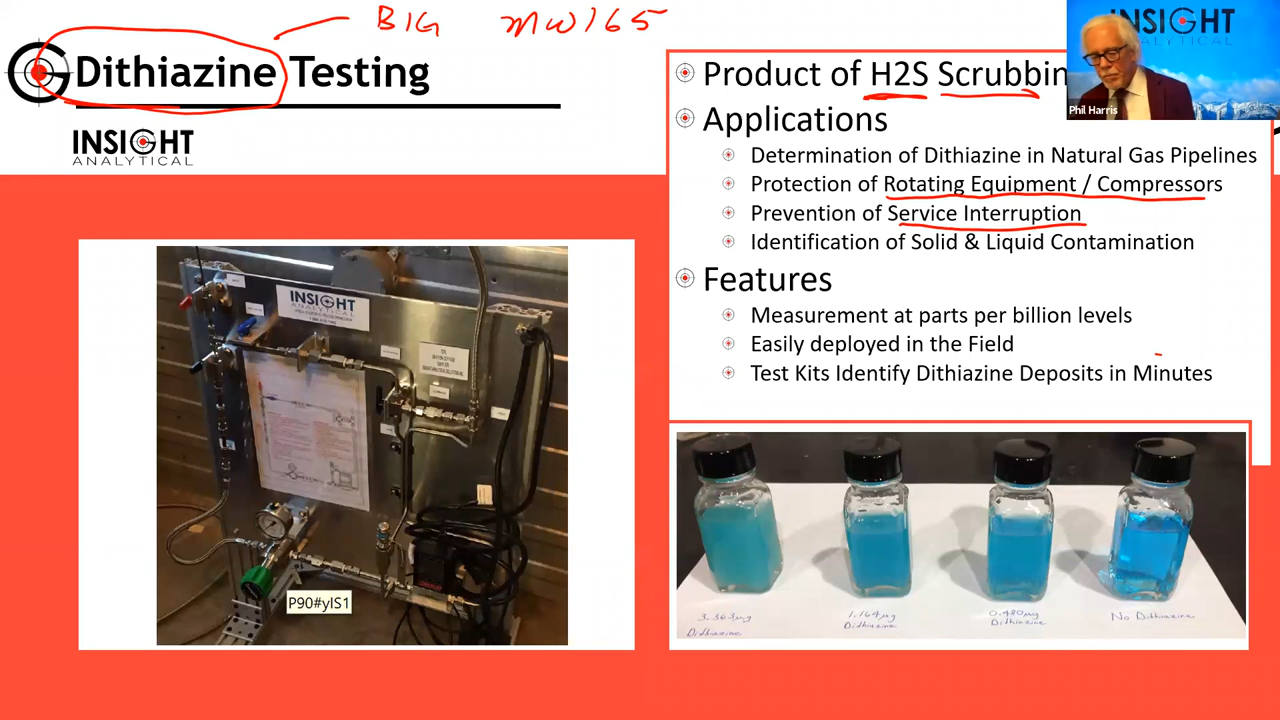 BIG MW165
Dithiazine Testing
INSIGHT
ANALYTICAL
Product of H2S Scrubbin
Applications
Determination of Dithiazine in Natural Gas Pipelines
Protection of Rotating Equipment / Compressors
Prevention of Service Interruption
Identification of Solid & Liquid Contamination
Features
Measurement at parts per billion levels
Easily deployed in the Field
Test Kits Identify Dithiazine Deposits in Minutes
INSIGHT
ANALYTICAL
Phil Harris
INSIGHT
ANALYTICAL
P90#yIS1
3.363µg
Dithiazine
1.164µg
Dithiazine
0.480µg
Dithiazine
No Dithiazine